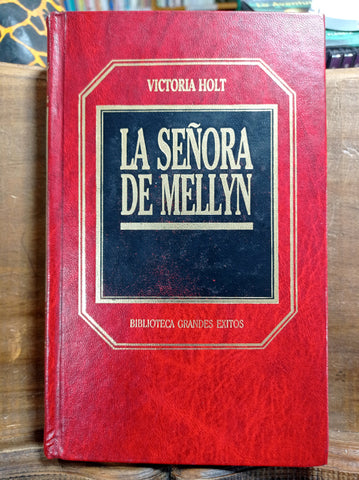 VICTORIA HOLT
LA SEÑORA
DE MELLYN
BIBLIOTECA GRANDES EXITOS